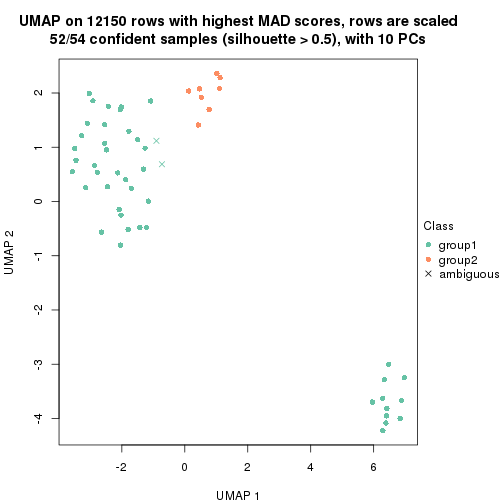 UMAP on 12150 rows with highest MAD scores, rows are scaled
52/54 confident samples (silhouette > 0.5), with 10 PCs
2
1
0
-1
-2
-3
-4
UMAP 2
-2
0
2
4
6
UMAP 1
Class
group1
group2
ambiguous